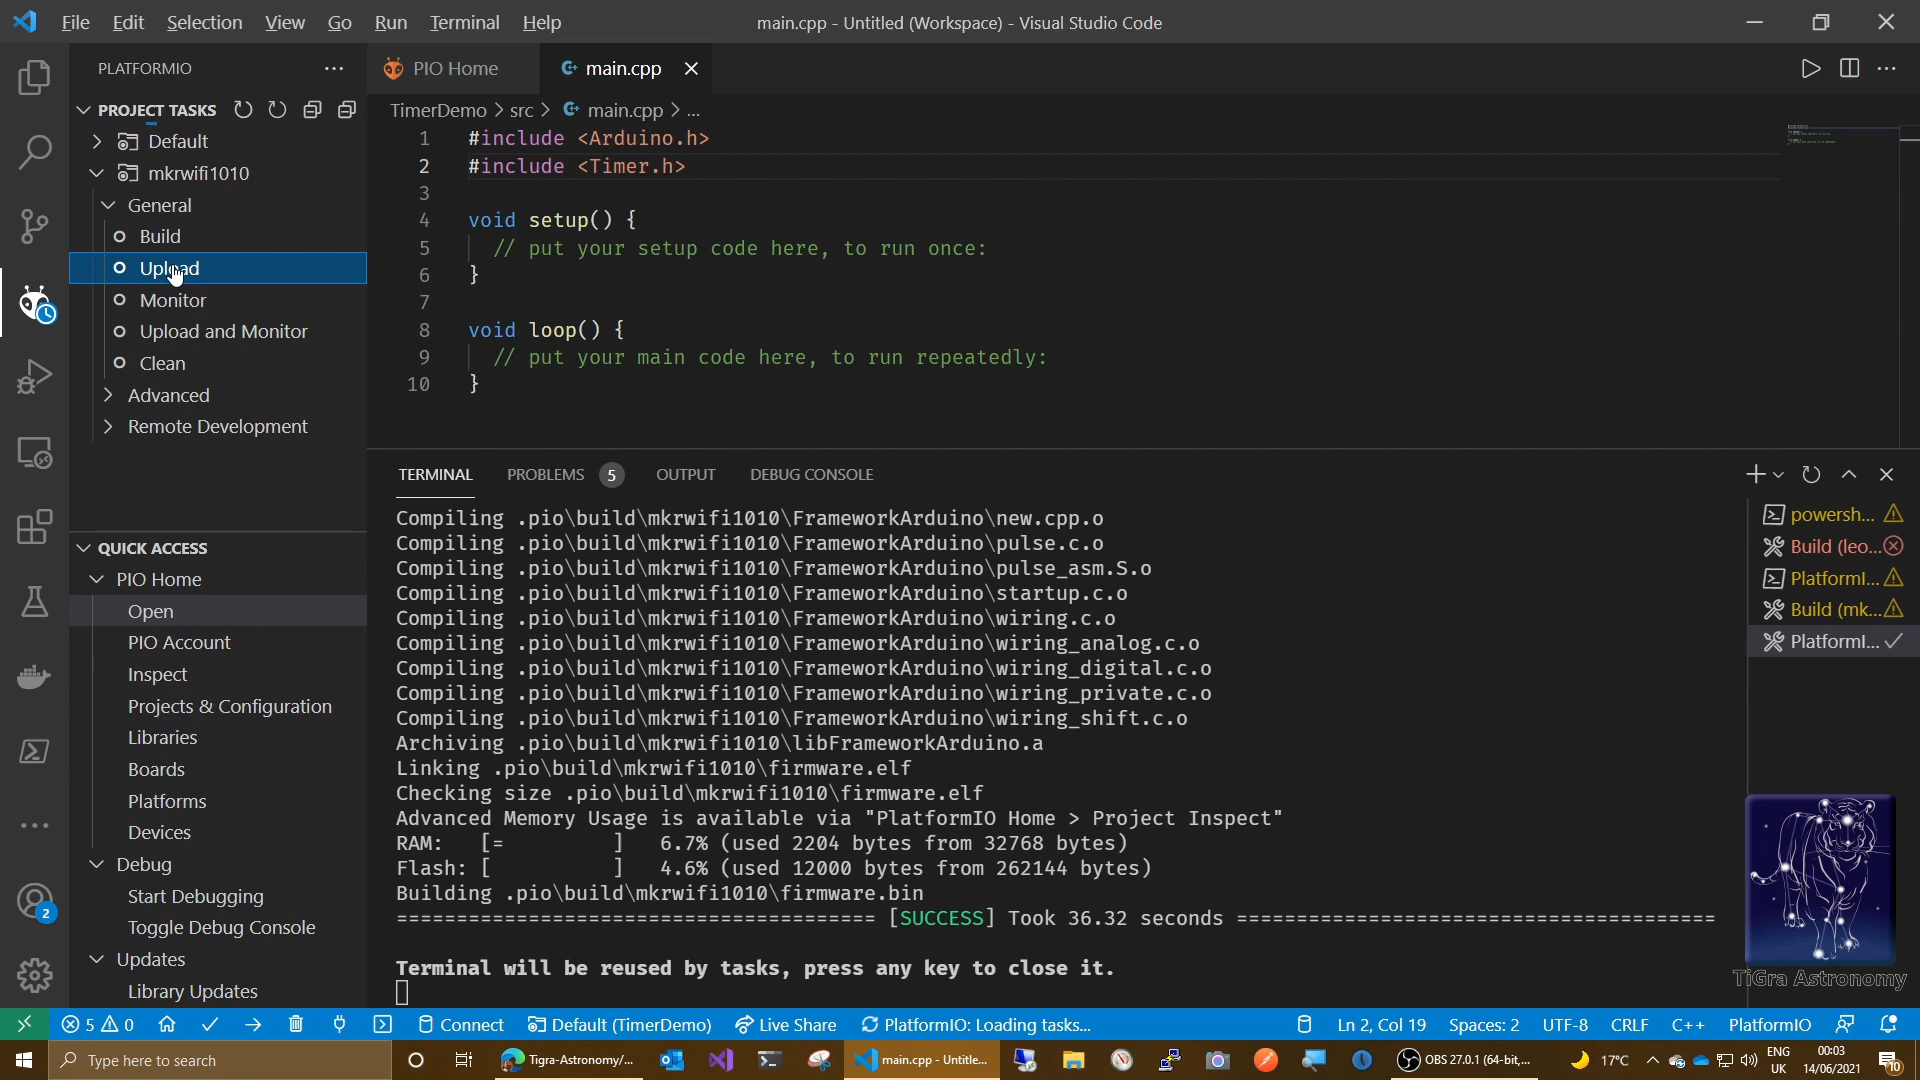 File Edit Selection View Go Run Terminal Help
main.cpp - Untitled (Workspace) - Visual Studio Code
PLATFORMIO
PIO Home
main.cpp
PROJECT TASKS
TimerDemo > src > main.cpp > ...
Default
mkrwifi1010
General
Build
Upload
Monitor
Upload and Monitor
Clean
Advanced
Remote Development
1 #include <Arduino.h>
2 #include <Timer.h>
3
4 void setup() {
5 // put your setup code here, to run once:
6 }
7
8 void loop() {
9 // put your main code here, to run repeatedly:
10 }
QUICK ACCESS
PIO Home
Open
PIO Account
Inspect
Projects & Configuration
Libraries
Boards
Platforms
Devices
Debug
Start Debugging
Toggle Debug Console
Updates
Library Updates
TERMINAL PROBLEMS 5 OUTPUT DEBUG CONSOLE
Compiling .pio\build\mkrwifi1010\FrameworkArduino\new.cpp.o
Compiling .pio\build\mkrwifi1010\FrameworkArduino\pulse.c.o
Compiling .pio\build\mkrwifi1010\FrameworkArduino\pulse_asm.S.o
Compiling .pio\build\mkrwifi1010\FrameworkArduino\startup.c.o
Compiling .pio\build\mkrwifi1010\FrameworkArduino\wiring.c.o
Compiling .pio\build\mkrwifi1010\FrameworkArduino\wiring_analog.c.o
Compiling .pio\build\mkrwifi1010\FrameworkArduino\wiring_digital.c.o
Compiling .pio\build\mkrwifi1010\FrameworkArduino\wiring_private.c.o
Compiling .pio\build\mkrwifi1010\FrameworkArduino\wiring_shift.c.o
Archiving .pio\build\mkrwifi1010\libFrameworkArduino.a
Linking .pio\build\mkrwifi1010\firmware.elf
Checking size .pio\build\mkrwifi1010\firmware.elf
Advanced Memory Usage is available via "PlatformIO Home > Project Inspect"
RAM: [= ] 6.7% (used 2204 bytes from 32768 bytes)
Flash: [ ] 4.6% (used 12000 bytes from 262144 bytes)
Building .pio\build\mkrwifi1010\firmware.bin
======================================== [SUCCESS] Took 36.32 seconds ========================================
Terminal will be reused by tasks, press any key to close it.
powersh...
Build (leo...
PlatformI...
Build (mk...
PlatformI...
TiGra Astronomy
2
5 0 Connect Default (TimerDemo) Live Share PlatformIO: Loading tasks... Ln 2, Col 19 Spaces: 2 UTF-8 CRLF C++ PlatformIO
Type here to search
Tigra-Astronomy/...
main.cpp - Untitle...
OBS 27.0.1 (64-bit,...
17°C
ENG
UK
00:03
14/06/2021
10